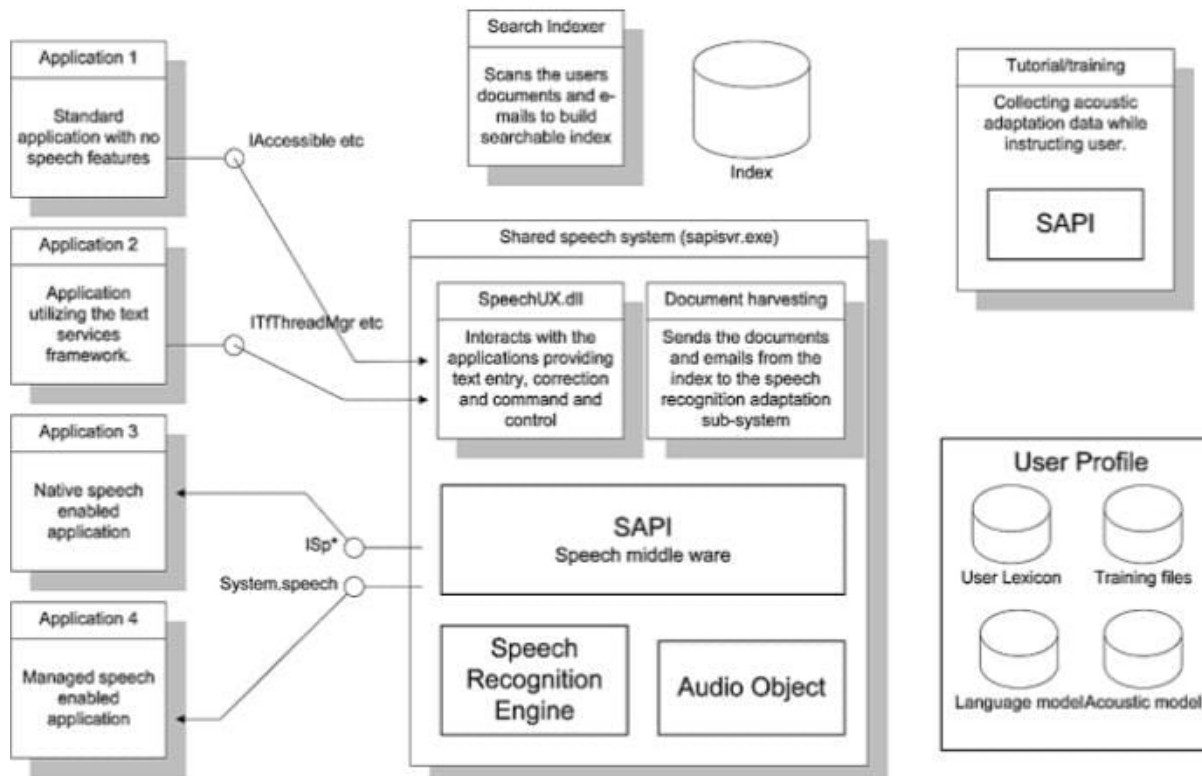 Application 1
Standard
application with no
speech features
IAccessible etc
Application 2
Application
utilizing the text
services
framework.
ITfThreadMgr etc
Application 3
Native speech
enabled
application
ISp*
System.speech
Application 4
Managed speech
enabled
application
Search Indexer
Scans the users
documents and e-
mails to build
searchable index
Index
Shared speech system (sapisvr.exe)
SpeechUX.dll
Interacts with the
applications providing
text entry, correction
and command and
control
Document harvesting
Sends the documents
and emails from the
index to the speech
recognition adaptation
sub-system
SAPI
Speech middle ware
Speech
Recognition
Engine
Audio Object
Tutorial/training
Collecting acoustic
adaptation data while
instructing user.
SAPI
User Profile
User Lexicon
Training files
Language model
Acoustic model